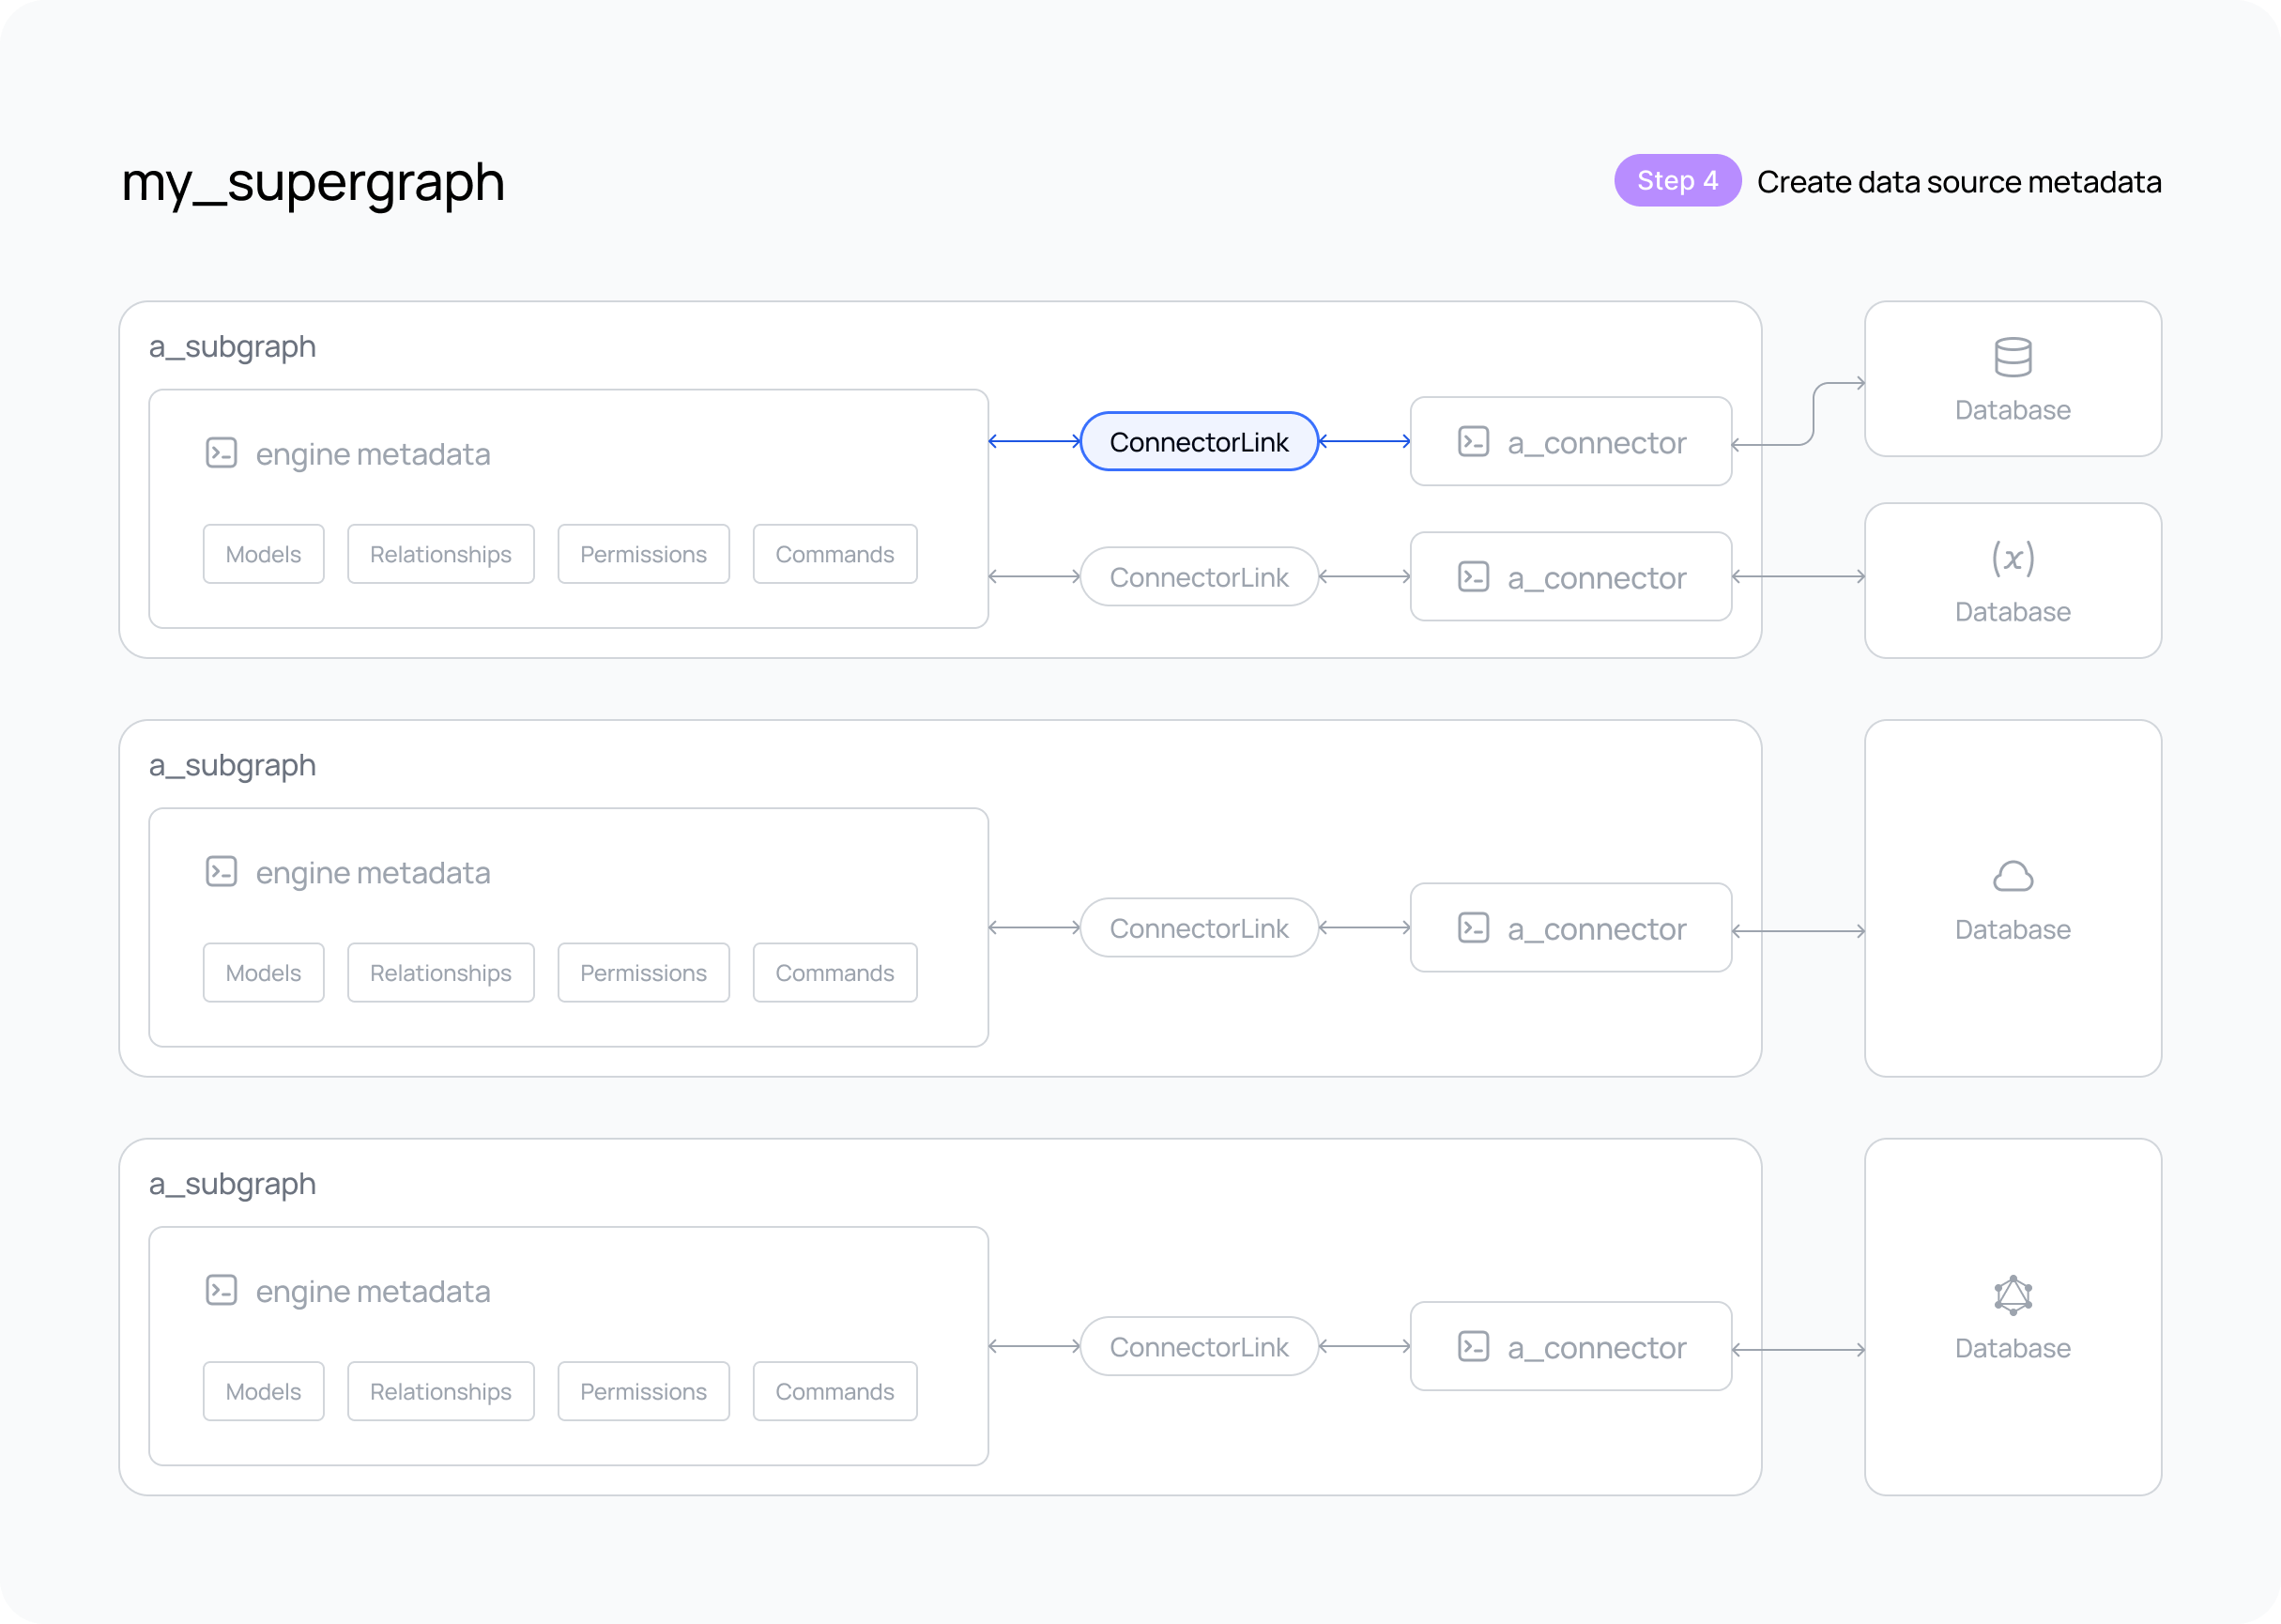 my_supergraph
Step 4 Create data source metadata
a_subgraph
engine metadata
Models Relationships Permissions Commands
ConnectorLink
a_connector
Database
ConnectorLink
a_connector
(x)
Database
a_subgraph
engine metadata
Models Relationships Permissions Commands
ConnectorLink
a_connector
Database
a_subgraph
engine metadata
Models Relationships Permissions Commands
ConnectorLink
a_connector
Database